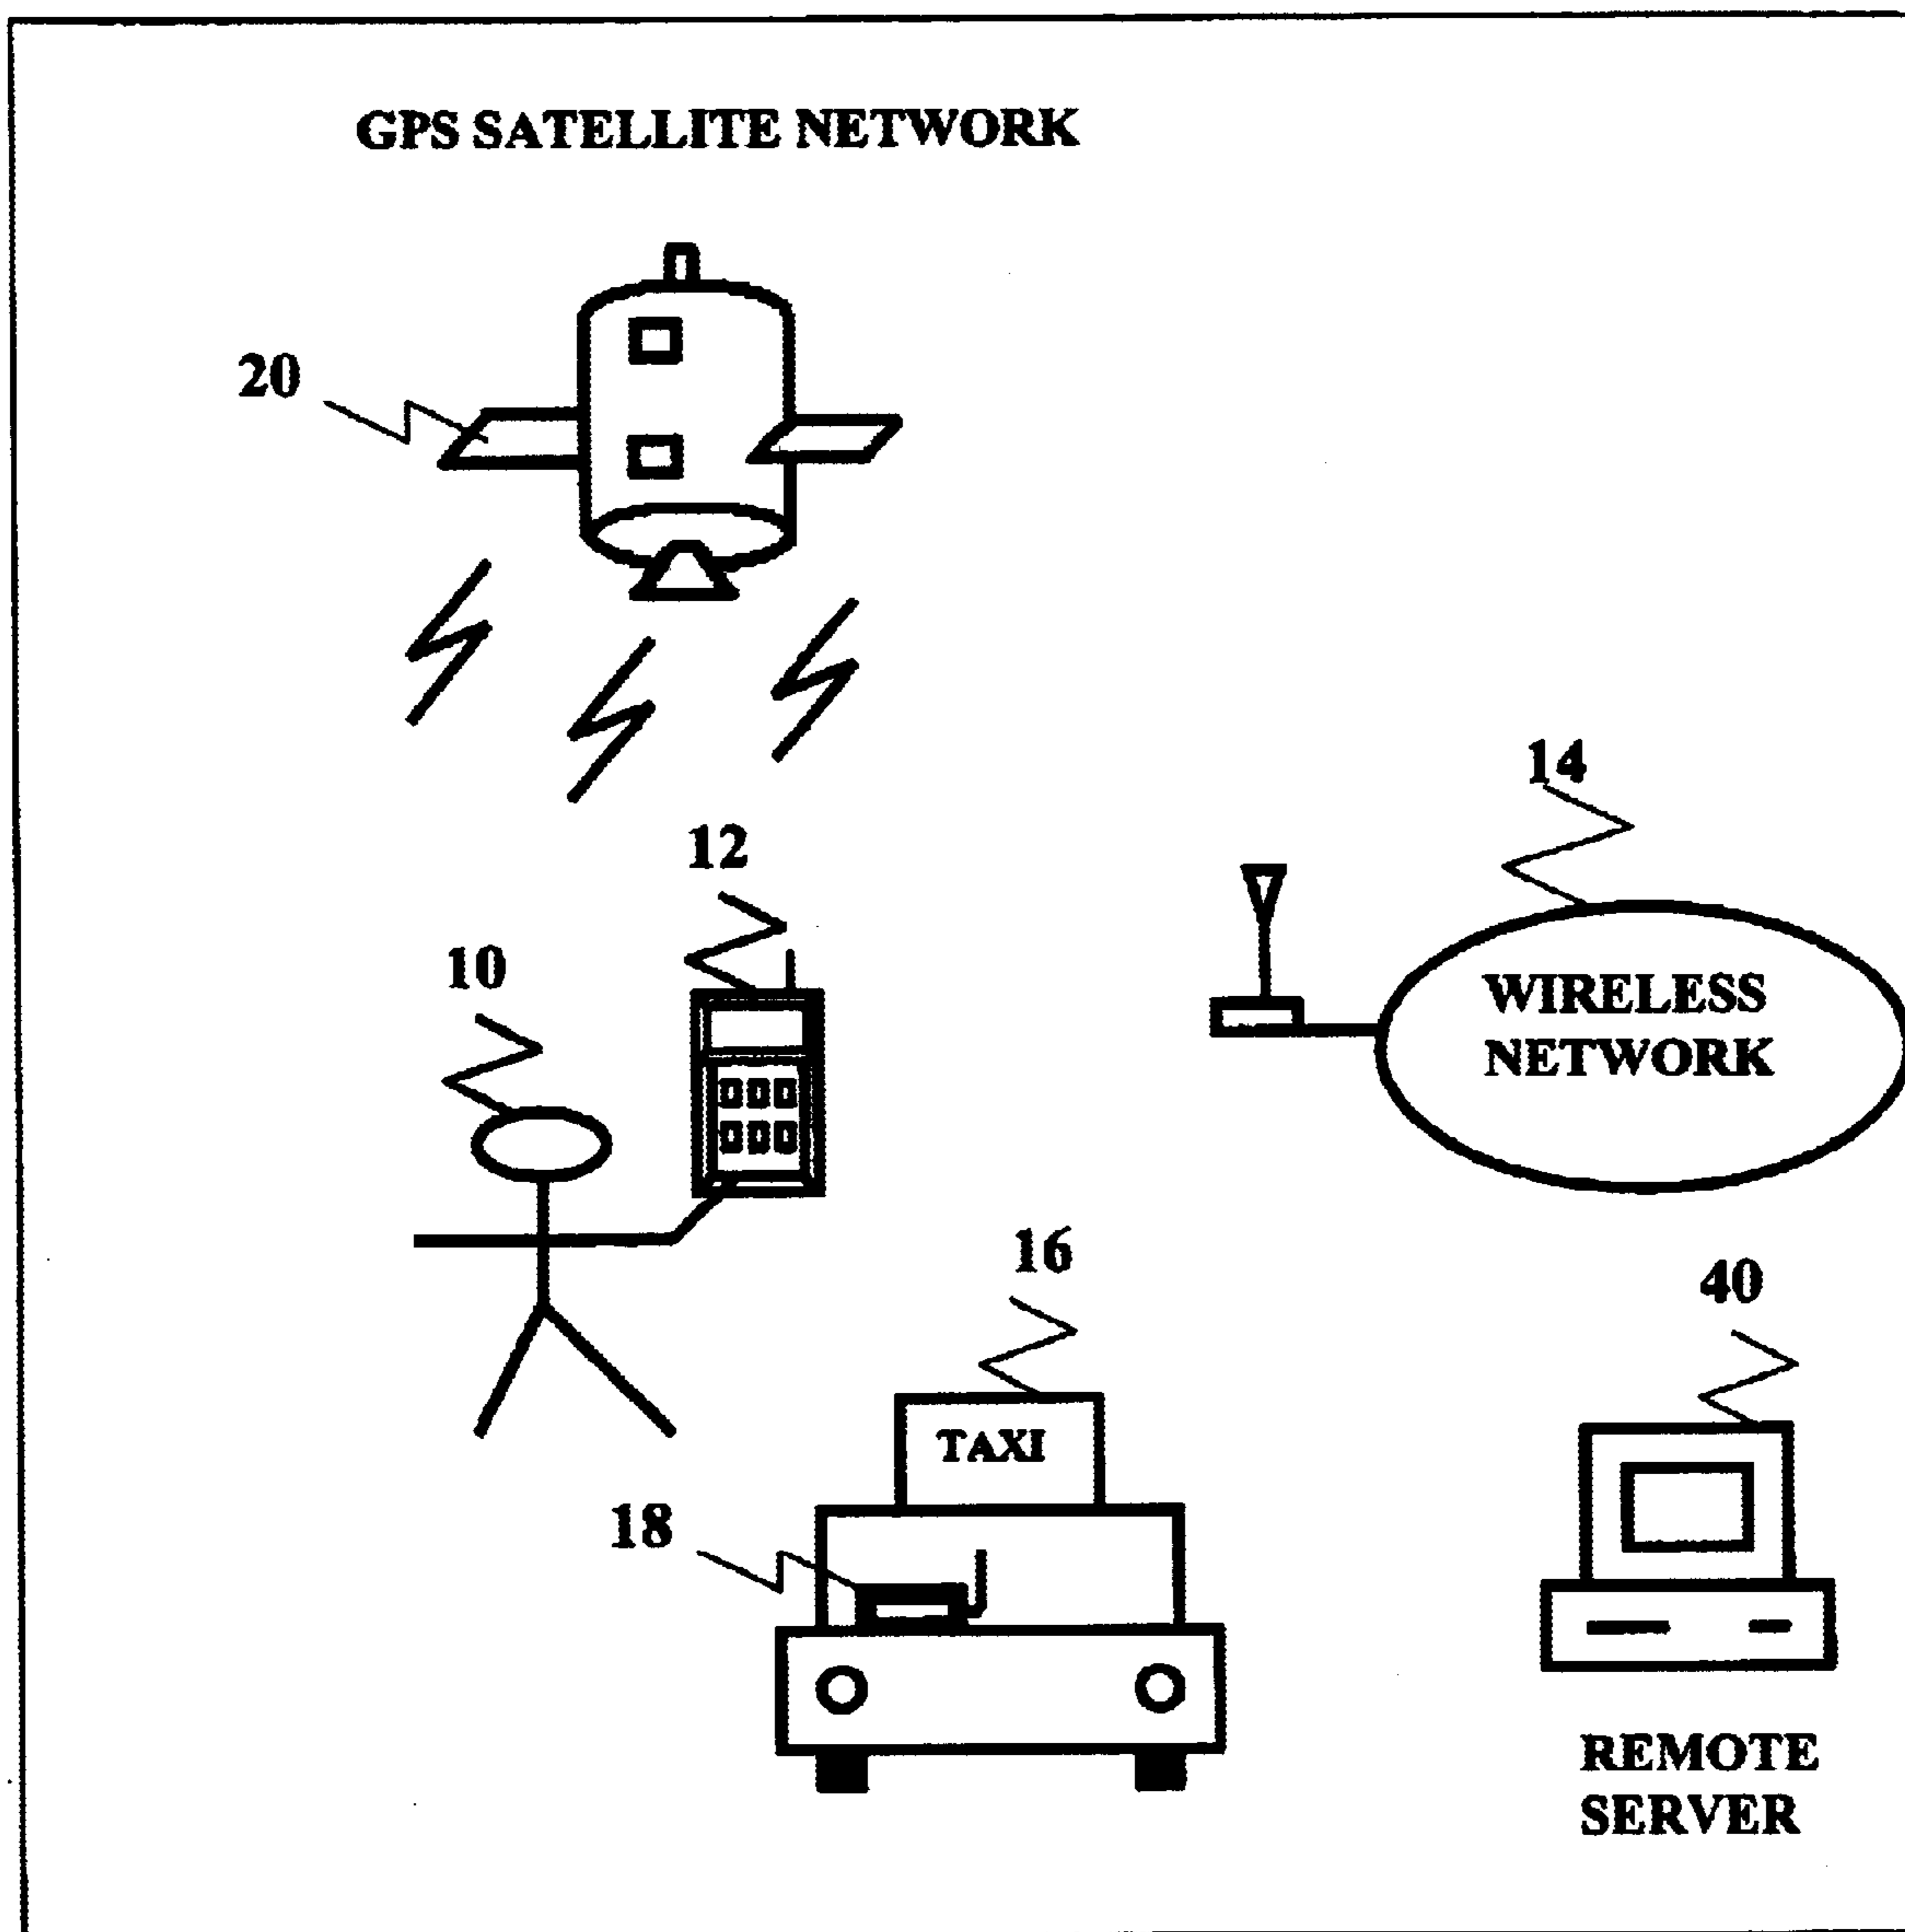 GPS SATELLITE NETWORK
20
14
12
10
WIRELESS
NETWORK
16
40
TAXI
18
REMOTE
SERVER